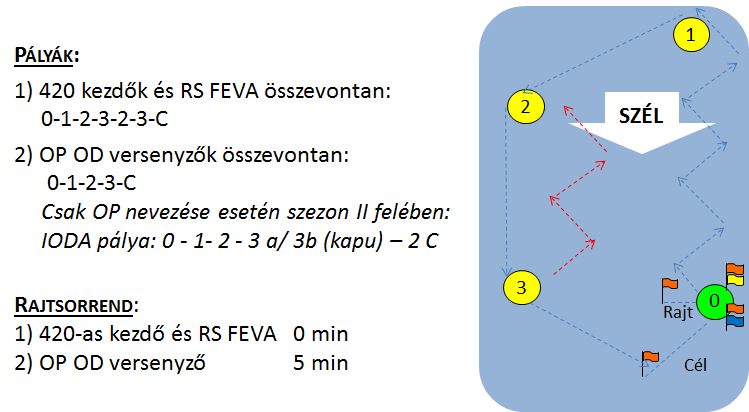 PÁLYÁK:
1) 420 kezdők és RS FEVA összevontan:
0-1-2-3-2-3-C
2) OP OD versenyzők összevontan:
0-1-2-3-C
Csak OP nevezése esetén szezon II felében:
IODA pálya: 0 - 1- 2 - 3 a/ 3b (kapu) – 2 C
RAJTSORREND:
1) 420-as kezdő és RS FEVA 0 min
2) OP OD versenyző 5 min
1
2
SZÉL
3
0
Rajt
Cél